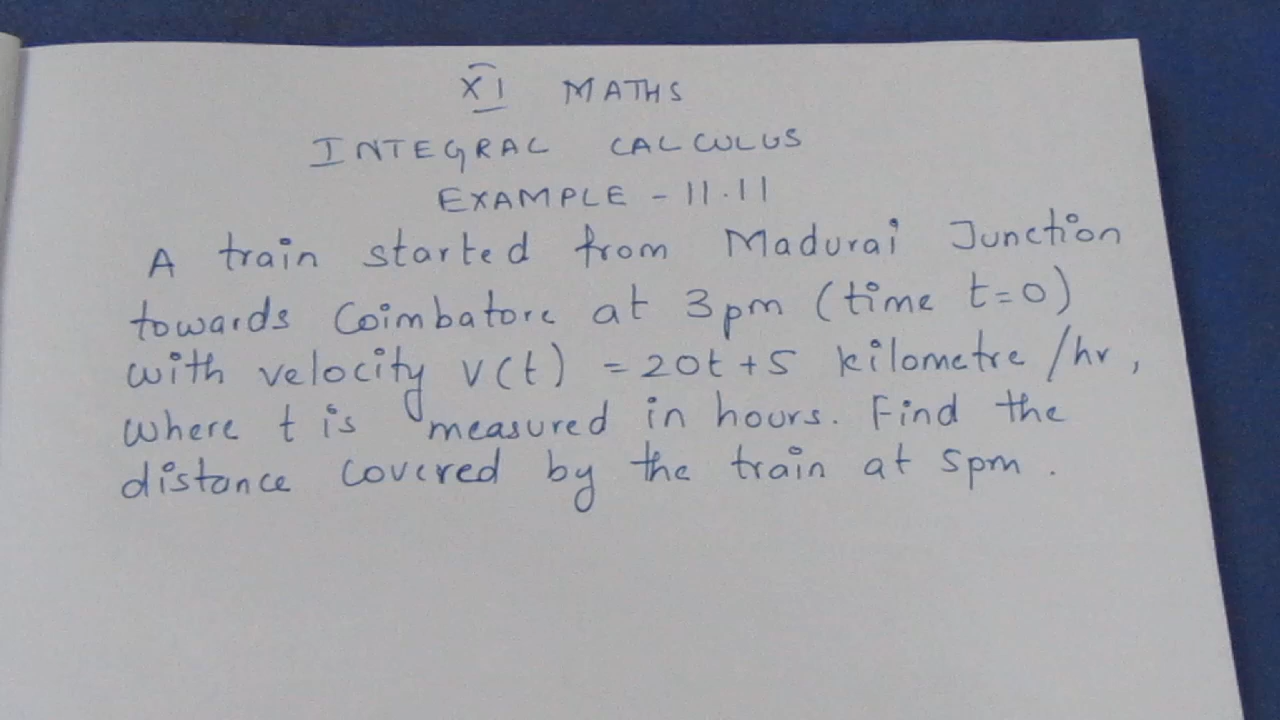 XI MATHS
INTEGRAL CALCULUS
EXAMPLE - 11.11
A train started from Madurai Junction
towards Coimbatore at 3pm (time t=0)
with velocity v(t) = 20t+5 kilometre /hr,
where t is measured in hours. Find the
distance covered by the train at 5pm.